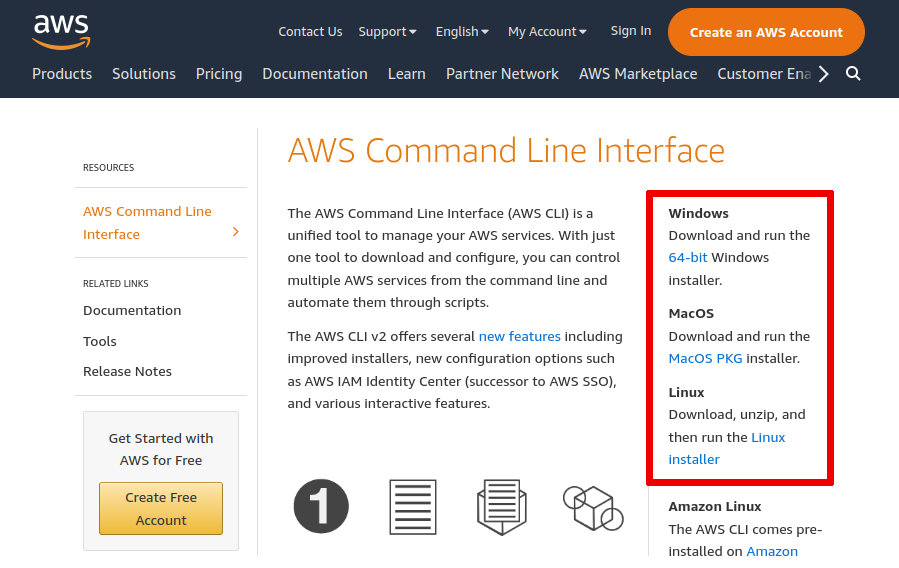 aws
Contact Us Support English My Account Sign In Create an AWS Account
Products Solutions Pricing Documentation Learn Partner Network AWS Marketplace Customer Ena
RESOURCES
AWS Command Line
Interface
RELATED LINKS
Documentation
Tools
Release Notes
Get Started with
AWS for Free
Create Free
Account
AWS Command Line Interface
The AWS Command Line Interface (AWS CLI) is a
unified tool to manage your AWS services. With just
one tool to download and configure, you can control
multiple AWS services from the command line and
automate them through scripts.
The AWS CLI v2 offers several new features including
improved installers, new configuration options such
as AWS IAM Identity Center (successor to AWS SSO),
and various interactive features.
1
Windows
Download and run the
64-bit Windows
installer.
MacOS
Download and run the
MacOS PKG installer.
Linux
Download, unzip, and
then run the Linux
installer
Amazon Linux
The AWS CLI comes pre-
installed on Amazon